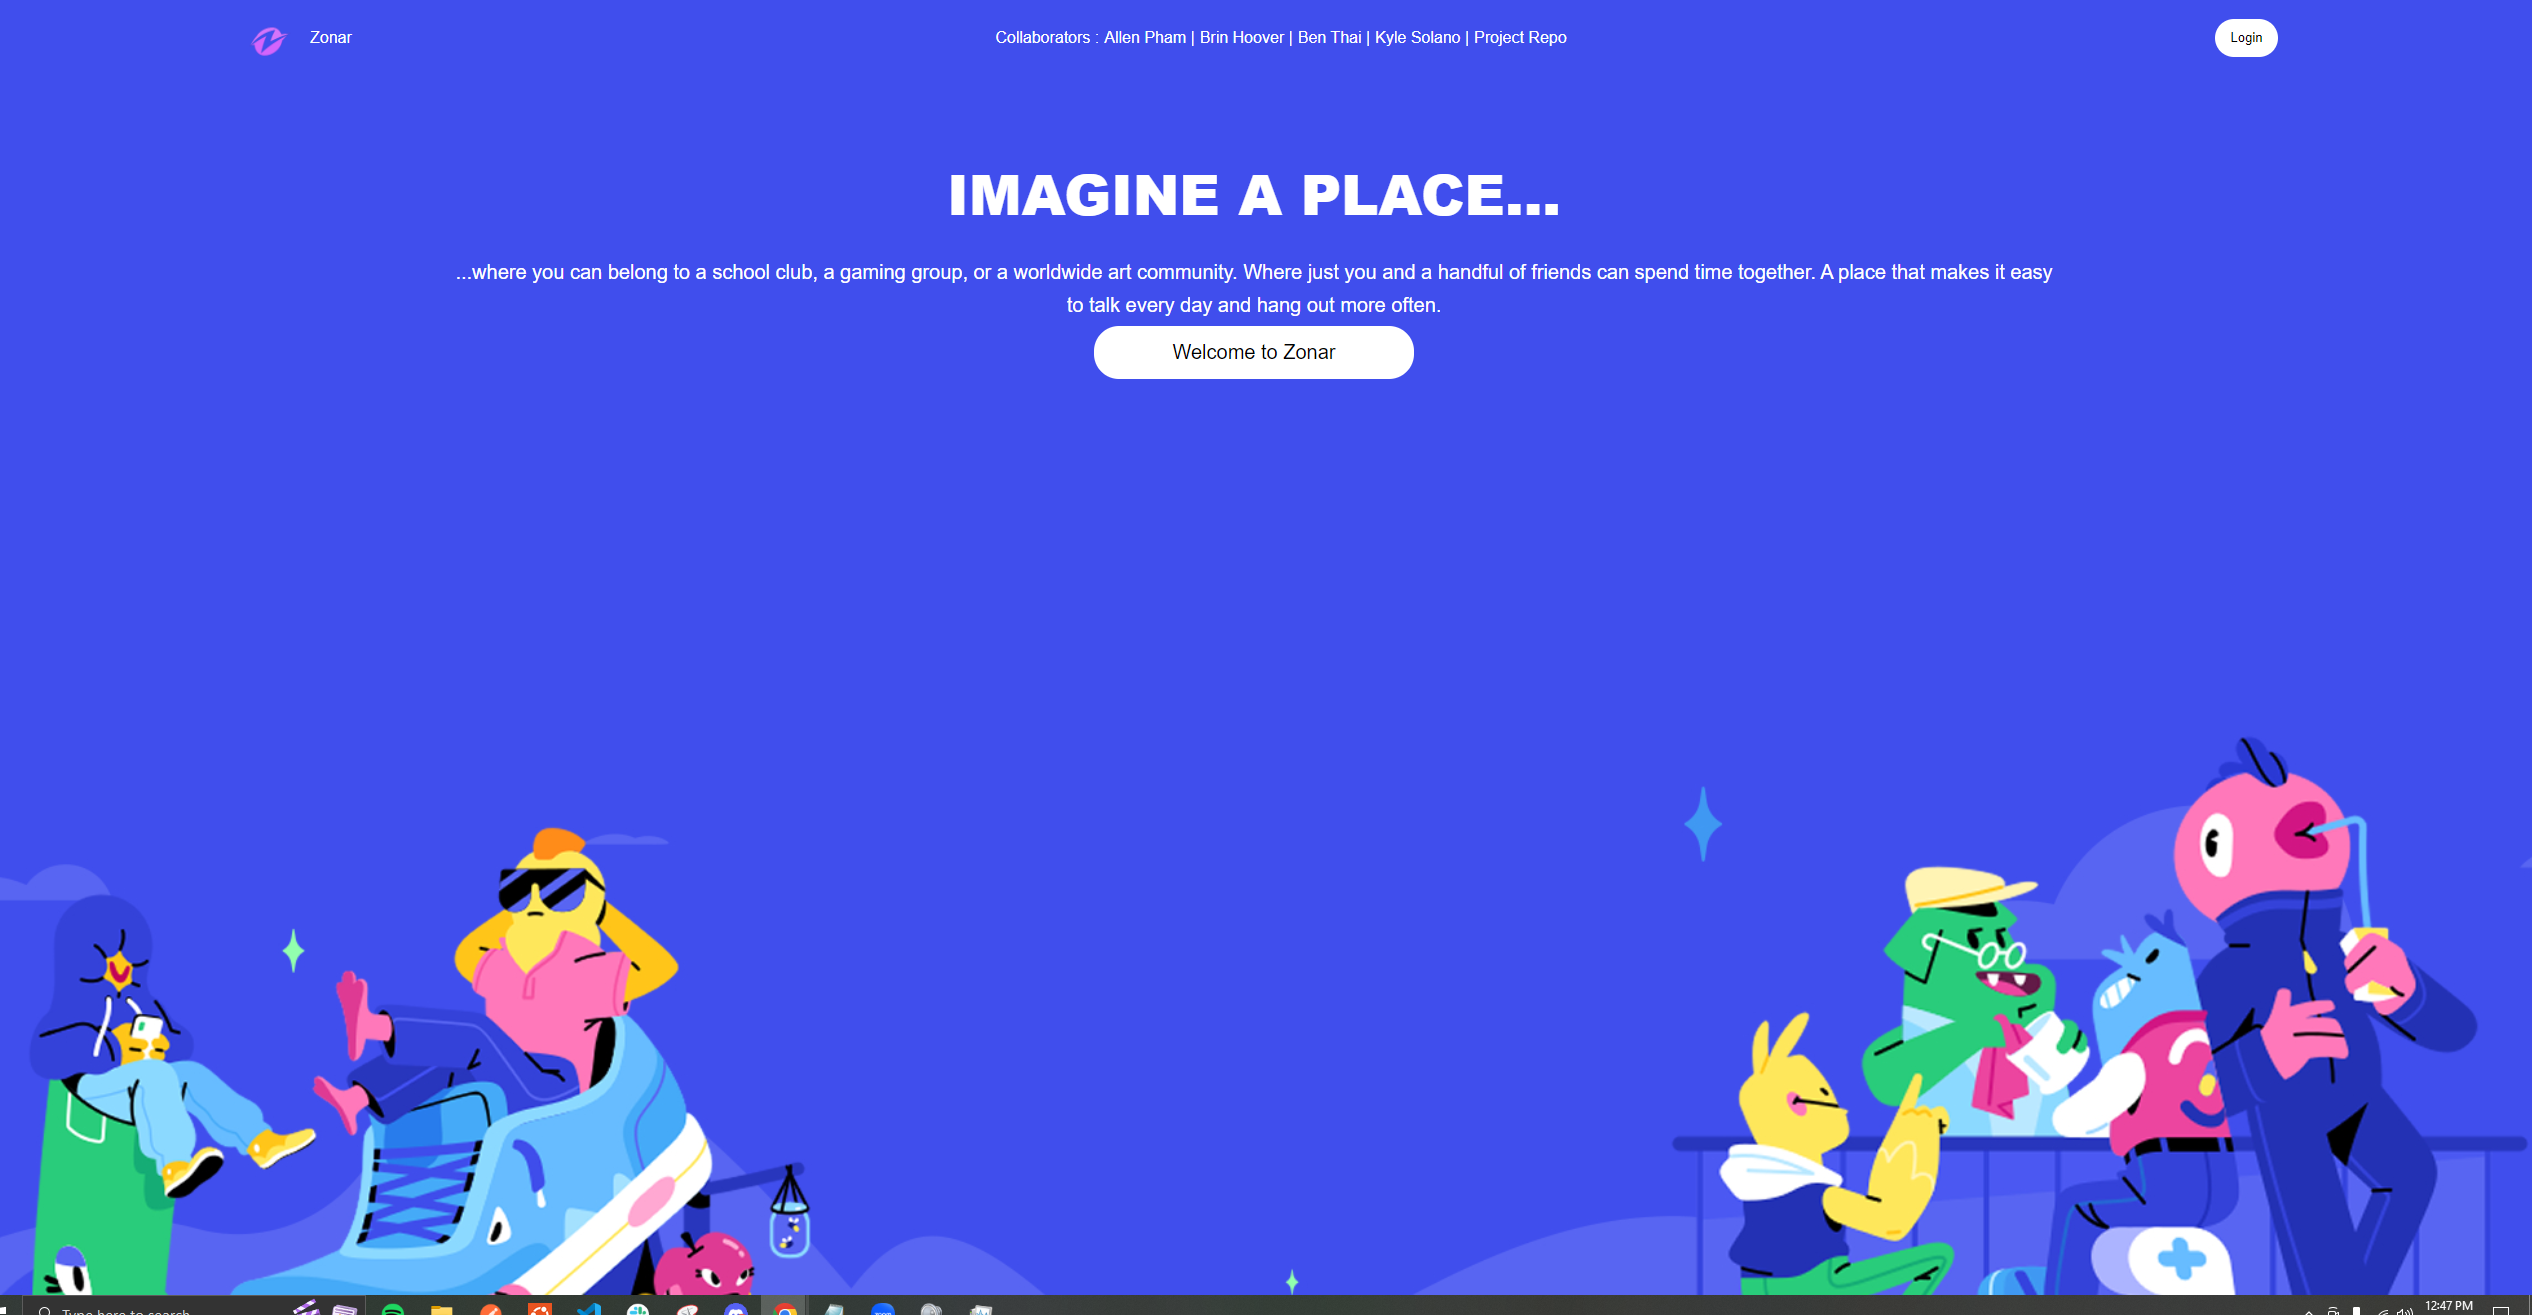 Zonar
Collaborators : Allen Pham | Brin Hoover | Ben Thai | Kyle Solano | Project Repo
Login
IMAGINE A PLACE...
...where you can belong to a school club, a gaming group, or a worldwide art community. Where just you and a handful of friends can spend time together. A place that makes it easy
to talk every day and hang out more often.
Welcome to Zonar
Type here to search
zoom
12:47 PM